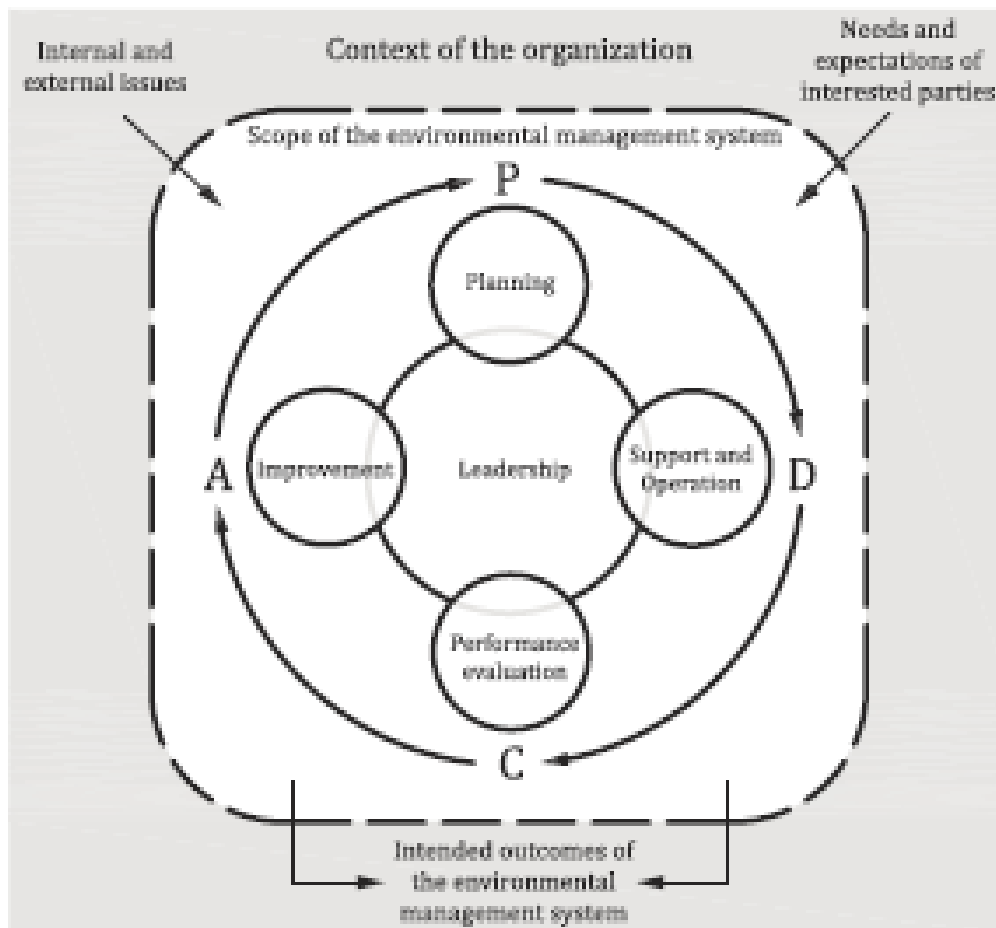 Context of the organization
Internal and
external issues
Needs and
expectations of
interested parties
Scope of the environmental management system
P
Planning
A
Improvement
Leadership
Support and
Operation
D
Performance
evaluation
C
Intended outcomes of
the environmental
management system